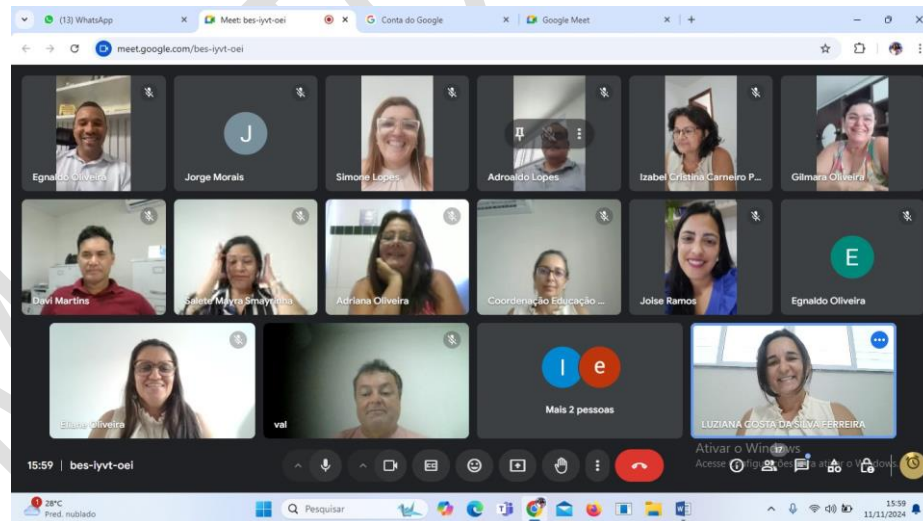 (13) WhatsApp
Meet: bes-iyvt-oei
Conta do Google
Google Meet
meet.google.com/bes-iyvt-oei
Egnaldo Oliveira
J
Jorge Morais
Simone Lopes
Adroaldo Lopes
Izabel Cristina Carneiro P...
Gilmara Oliveira
Davi Martins
Salete Mayra Smayrinha
Adriana Oliveira
Coordenação Educação ...
Joise Ramos
E
Egnaldo Oliveira
Eliane Oliveira
val
I e
Mais 2 pessoas
LUZIANA COSTA DA SILVA FERREIRA
Ativar o Windows
Acesse Configurações para ativar o Windows.
15:59 | bes-iyvt-oei
17
28°C
Pred. nublado
Pesquisar
15:59
11/11/2024